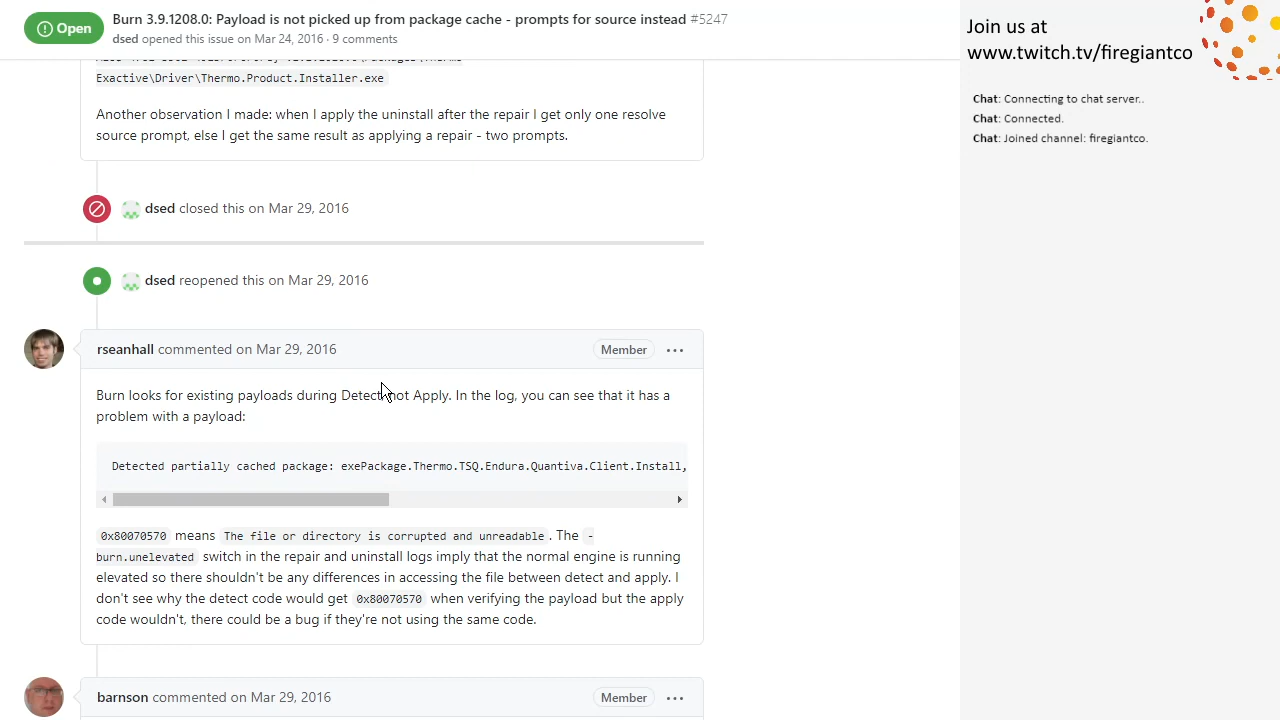 Open
Burn 3.9.1208.0: Payload is not picked up from package cache - prompts for source instead #5247
dsed opened this issue on Mar 24, 2016 · 9 comments
Exactive\Driver\Thermo.Product.Installer.exe
Another observation I made: when I apply the uninstall after the repair I get only one resolve
source prompt, else I get the same result as applying a repair - two prompts.
dsed closed this on Mar 29, 2016
dsed reopened this on Mar 29, 2016
rseanhall commented on Mar 29, 2016 Member ...
Burn looks for existing payloads during Detect not Apply. In the log, you can see that it has a
problem with a payload:
Detected partially cached package: exePackage.Thermo.TSQ.Endura.Quantiva.Client.Install,
0x80070570 means The file or directory is corrupted and unreadable. The -
burn.unelevated switch in the repair and uninstall logs imply that the normal engine is running
elevated so there shouldn't be any differences in accessing the file between detect and apply. I
don't see why the detect code would get 0x80070570 when verifying the payload but the apply
code wouldn't, there could be a bug if they're not using the same code.
barnson commented on Mar 29, 2016 Member ...
Join us at
www.twitch.tv/firegiantco
Chat: Connecting to chat server..
Chat: Connected.
Chat: Joined channel: firegiantco.